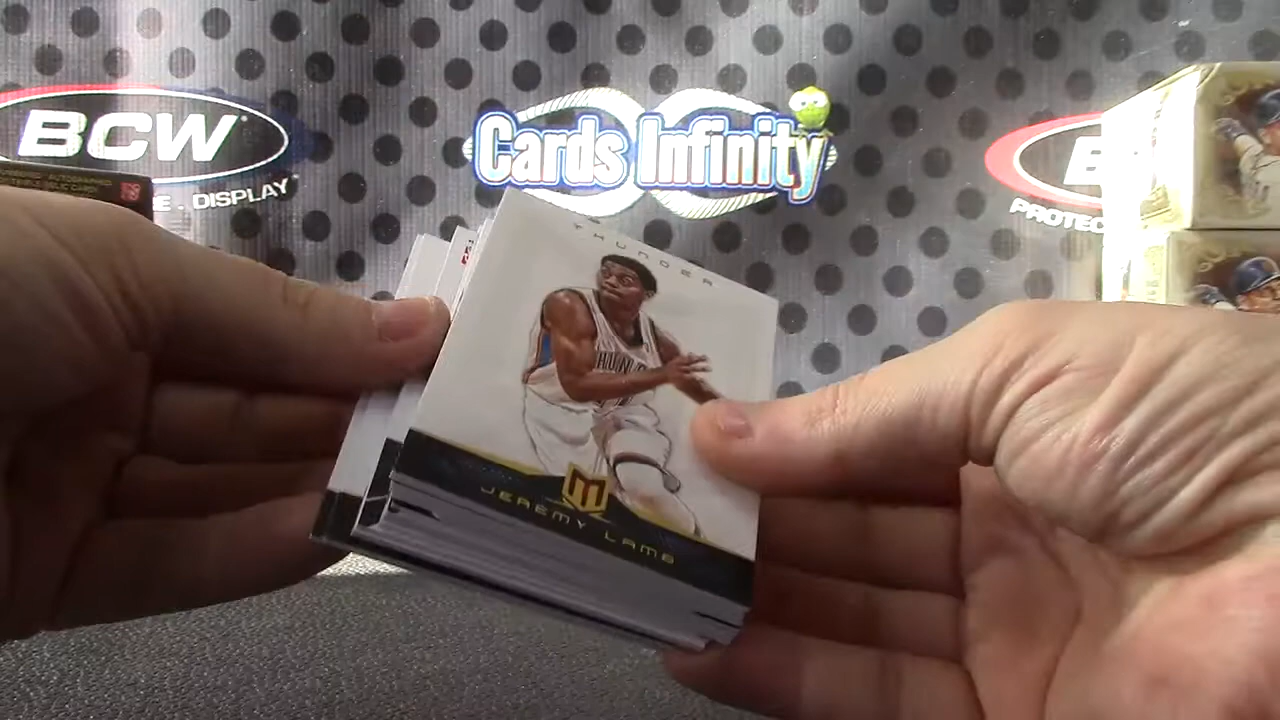 BCW
E · DISPLAY
Cards Infinity
B
PROTEC
THUNDER
M
JEREMY LAMB